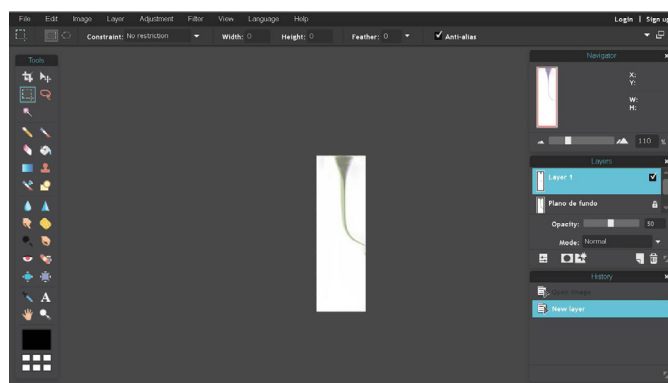 File Edit Image Layer Adjustment Filter View Language Help Login | Sign up
Constraint: No restriction Width: 0 Height: 0 Feather: 0 Anti-alias
Tools
Navigator
X:
Y:
W:
H:
110 %
Layers
Layer 1
Plano de fundo
Opacity: 50
Mode: Normal
History
Open image
New layer